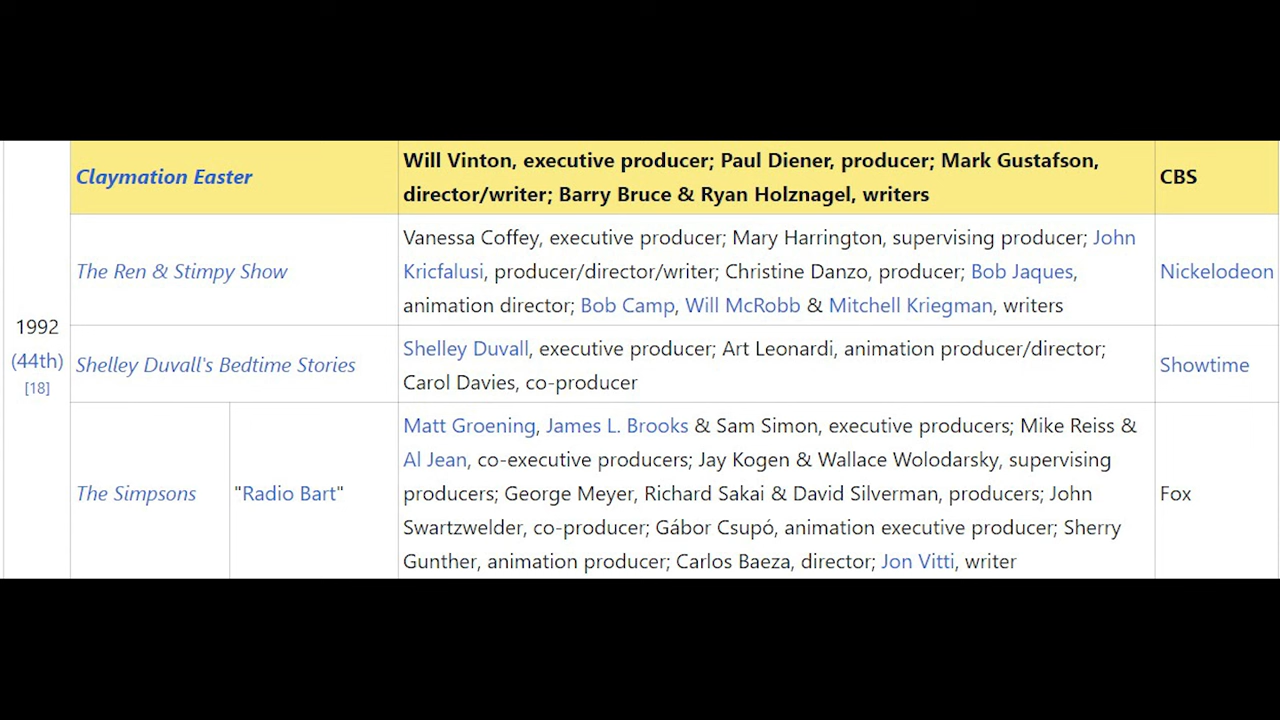 Claymation Easter
Will Vinton, executive producer; Paul Diener, producer; Mark Gustafson,
director/writer; Barry Bruce & Ryan Holznagel, writers
CBS
The Ren & Stimpy Show
Vanessa Coffey, executive producer; Mary Harrington, supervising producer; John
Kricfalusi, producer/director/writer; Christine Danzo, producer; Bob Jaques,
animation director; Bob Camp, Will McRobb & Mitchell Kriegman, writers
Nickelodeon
1992
(44th)
[18]
Shelley Duvall's Bedtime Stories
Shelley Duvall, executive producer; Art Leonardi, animation producer/director;
Carol Davies, co-producer
Showtime
The Simpsons
"Radio Bart"
Matt Groening, James L. Brooks & Sam Simon, executive producers; Mike Reiss &
Al Jean, co-executive producers; Jay Kogen & Wallace Wolodarsky, supervising
producers; George Meyer, Richard Sakai & David Silverman, producers; John
Swartzwelder, co-producer; Gábor Csupó, animation executive producer; Sherry
Gunther, animation producer; Carlos Baeza, director; Jon Vitti, writer
Fox